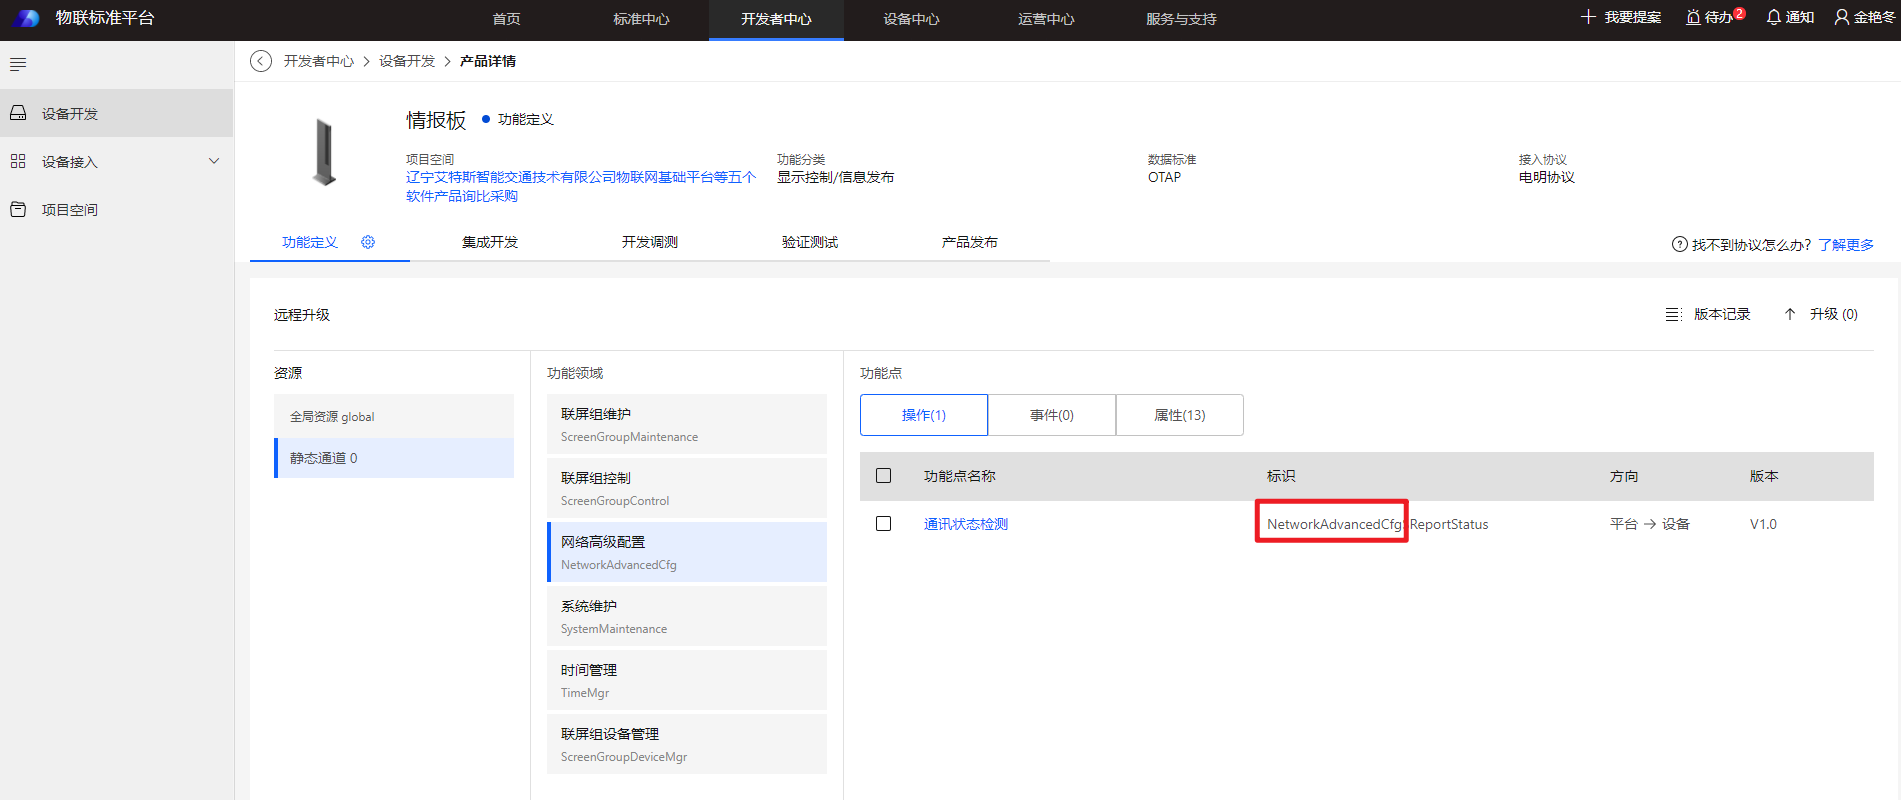 物联标准平台
首页
标准中心
开发者中心
设备中心
运营中心
服务与支持
我要提案
待办
2
通知
金艳冬
开发者中心 > 设备开发 > 产品详情
设备开发
设备接入
项目空间
情报板
功能定义
项目空间
辽宁艾特斯智能交通技术有限公司物联网基础平台等五个
软件产品询比采购
功能分类
显示控制/信息发布
数据标准
OTAP
接入协议
电明协议
功能定义
集成开发
开发调测
验证测试
产品发布
找不到协议怎么办? 了解更多
远程升级
版本记录
升级 (0)
资源
全局资源 global
静态通道 0
功能领域
联屏组维护
ScreenGroupMaintenance
联屏组控制
ScreenGroupControl
网络高级配置
NetworkAdvancedCfg
系统维护
SystemMaintenance
时间管理
TimeMgr
联屏组设备管理
ScreenGroupDeviceMgr
功能点
操作(1)
事件(0)
属性(13)
功能点名称
标识
方向
版本
通讯状态检测
NetworkAdvancedCfg ReportStatus
平台 → 设备
V1.0